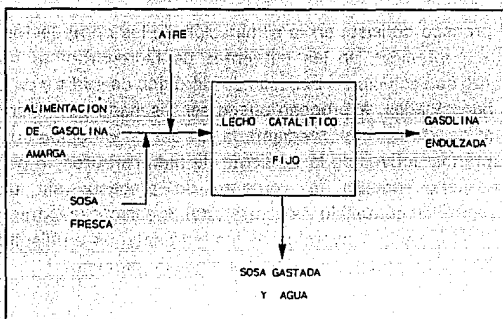 AIRE
ALIMENTACION
DE GASOLINA
AMARGA
LECHO CATALITICO
FIJO
GASOLINA
ENDULZADA
SOSA
FRESCA
SOSA GASTADA
Y AGUA